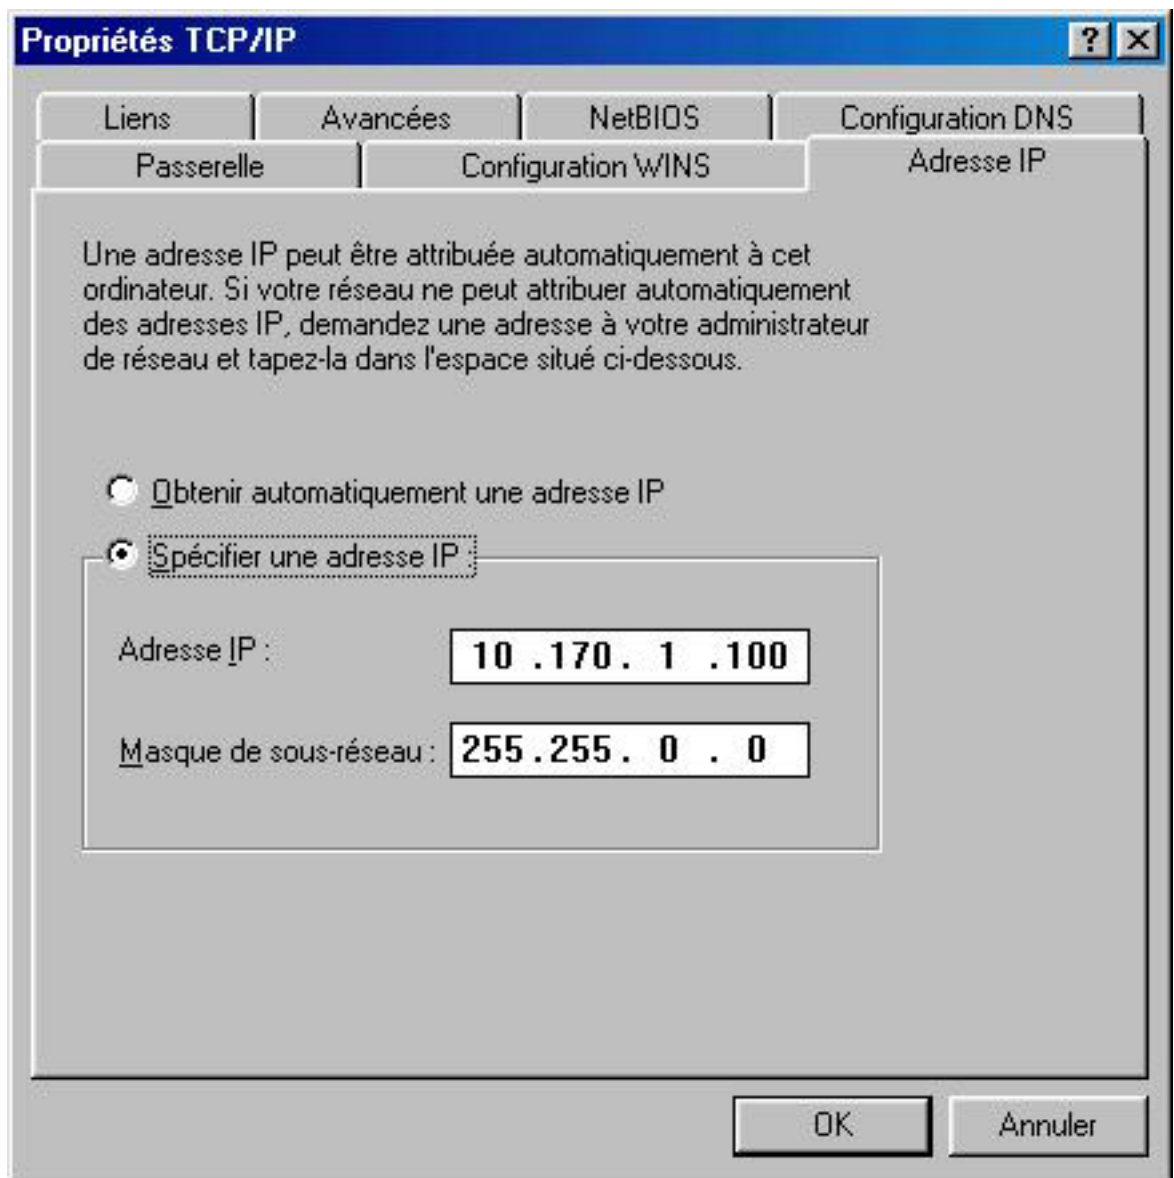 Propriétés TCP/IP
Liens Avancées NetBIOS Configuration DNS
Passerelle Configuration WINS Adresse IP
Une adresse IP peut être attribuée automatiquement à cet
ordinateur. Si votre réseau ne peut attribuer automatiquement
des adresses IP, demandez une adresse à votre administrateur
de réseau et tapez-la dans l'espace situé ci-dessous.
Obtenir automatiquement une adresse IP
Spécifier une adresse IP :
Adresse IP : 10 .170. 1 .100
Masque de sous-réseau : 255.255. 0 . 0
OK Annuler